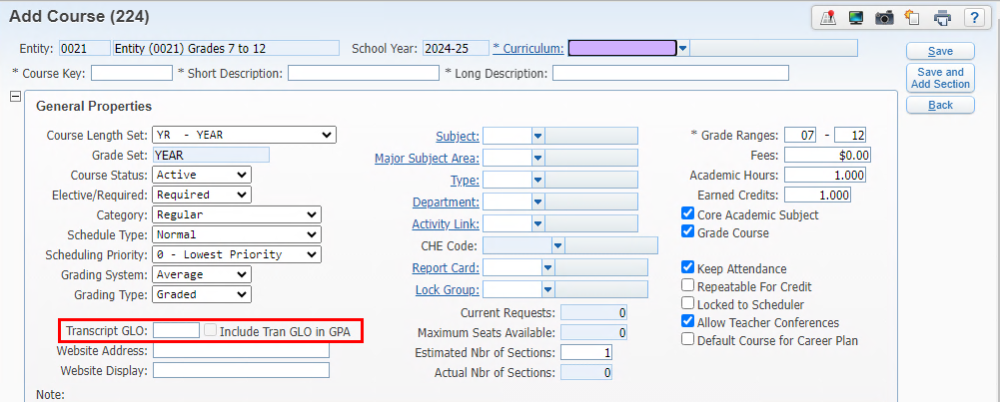 Add Course (224)
?
Entity: 0021 Entity (0021) Grades 7 to 12 School Year: 2024-25 * Curriculum:
Save
* Course Key: * Short Description: * Long Description:
Save and
Add Section
Back
General Properties
Course Length Set: YR - YEAR
Grade Set: YEAR
Course Status: Active
Elective/Required: Required
Category: Regular
Schedule Type: Normal
Scheduling Priority: 0 - Lowest Priority
Grading System: Average
Grading Type: Graded
Transcript GLO: Include Tran GLO in GPA
Website Address:
Website Display:
Note:
Subject:
Major Subject Area:
Type:
Department:
Activity Link:
CHE Code:
Report Card:
Lock Group:
Current Requests: 0
Maximum Seats Available: 0
Estimated Nbr of Sections: 1
Actual Nbr of Sections: 0
* Grade Ranges: 07 - 12
Fees: $0.00
Academic Hours: 1.000
Earned Credits: 1.000
Core Academic Subject
Grade Course
Keep Attendance
Repeatable For Credit
Locked to Scheduler
Allow Teacher Conferences
Default Course for Career Plan